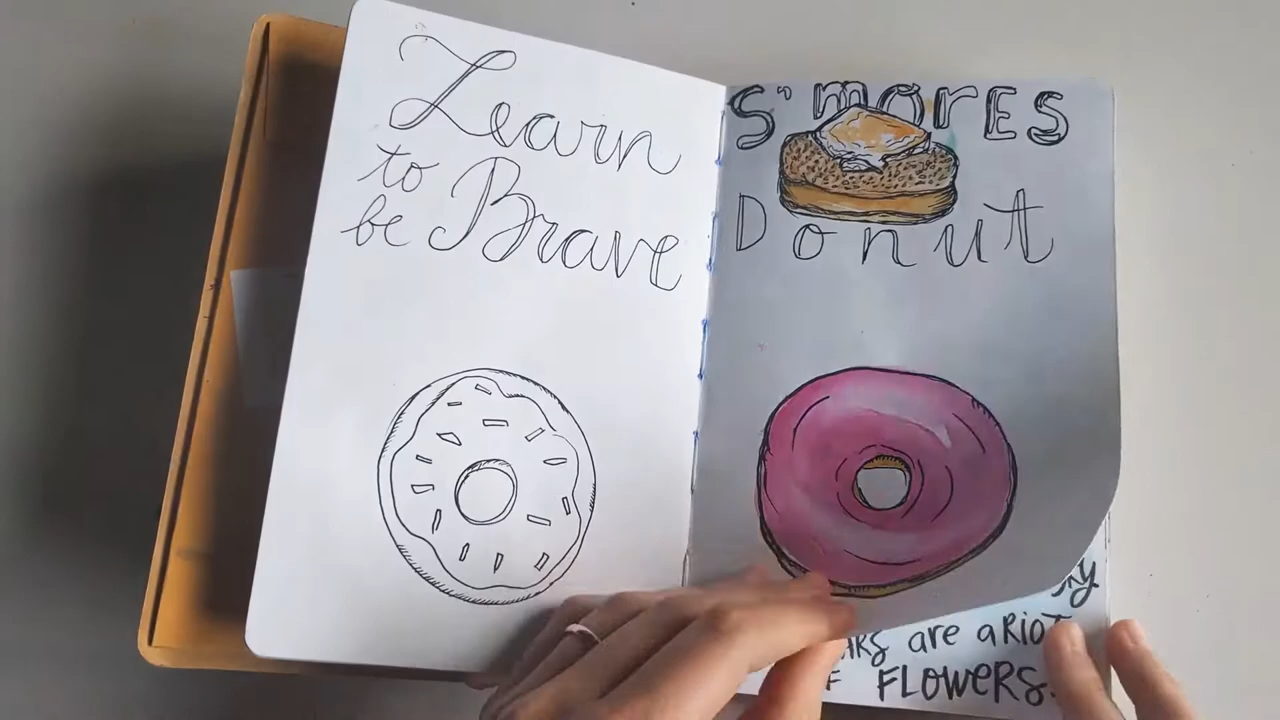 Learn
to
be Brave
S'mores
Donut
are a RIOT
FLOWERS.